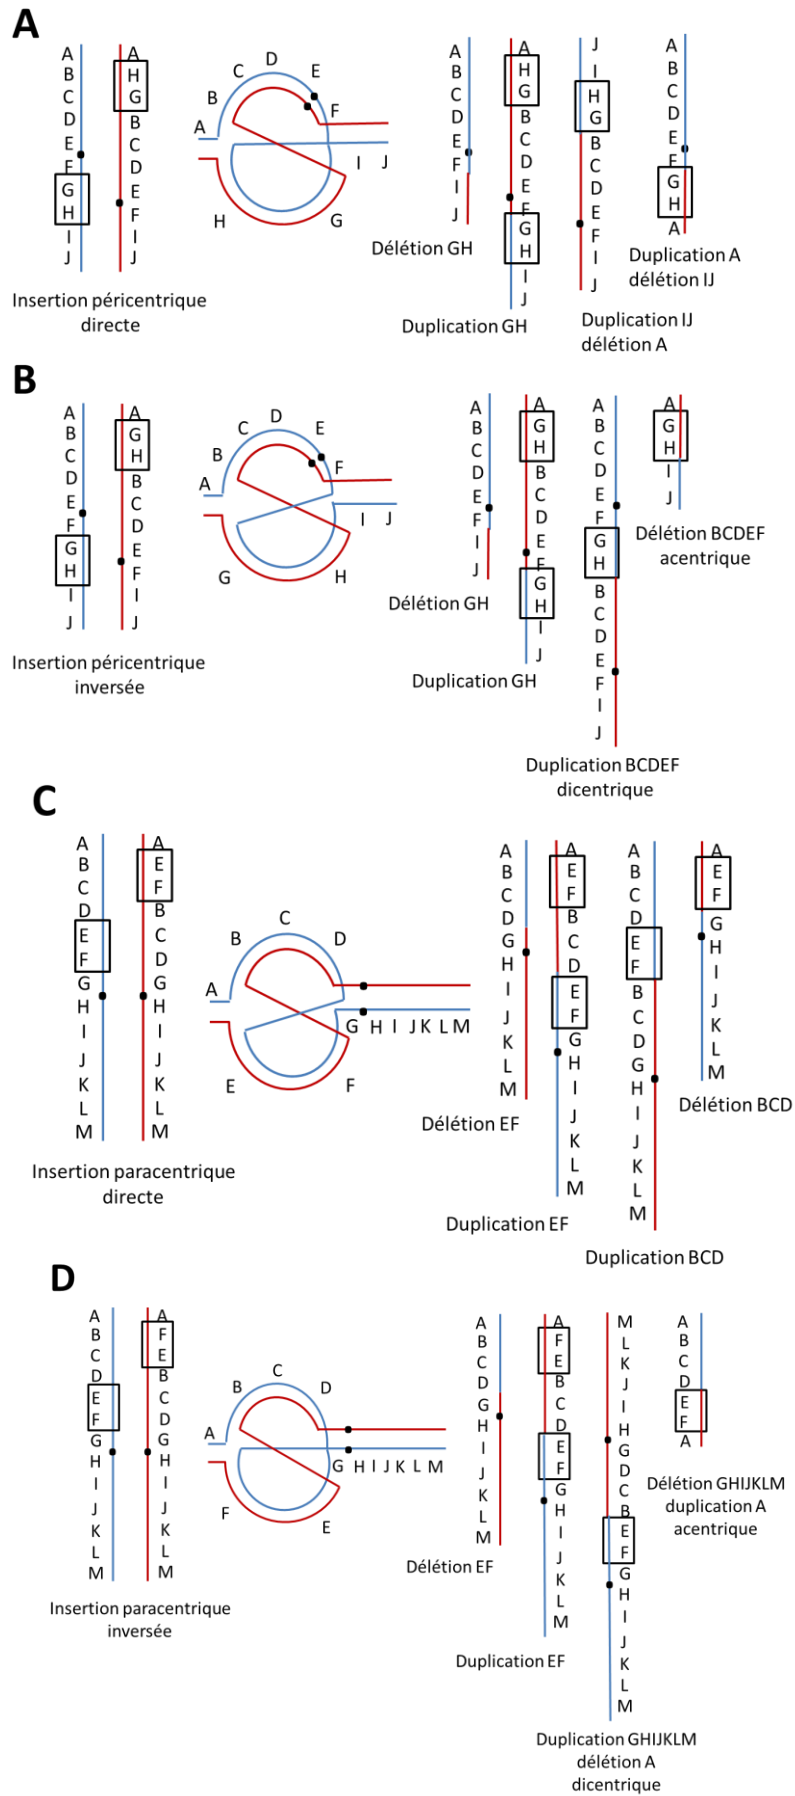 A
A B C D E F G H I J
A H G B C D E F I J
Insertion péricentrique
directe
A B C D E F
I J
H G
A B C D E F I J
Délétion GH
A H G B C D E F G H I J
Duplication GH
J I H G B C D E F I J
Duplication IJ
délétion A
A B C D E F G H A
Duplication A
délétion IJ
B
A B C D E F G H I J
A G H B C D E F I J
Insertion péricentrique
inversée
A B C D E F
I J
G H
A B C D E F I J
Délétion GH
A G H B C D E F G H I J
Duplication GH
A B C D E F G H B C D E F I J
Duplication BCDEF
dicentrique
A G H I J
Délétion BCDEF
acentrique
C
A B C D E F G H I J K L M
A E F B C D G H I J K L M
Insertion paracentrique
directe
A B C D
G H I J K L M
E F
A B C D G H I J K L M
Délétion EF
A E F B C D E F G H I J K L M
Duplication EF
A B C D E F B C D G H I J K L M
Duplication BCD
A E F G H I J K L M
Délétion BCD
D
A B C D E F G H I J K L M
A F E B C D G H I J K L M
Insertion paracentrique
inversée
A B C D
G H I J K L M
F E
A B C D G H I J K L M
Délétion EF
A F E B C D E F G H I J K L M
Duplication EF
M L K J I H G D C B E F G H I J K L M
Duplication GHIJKLM
délétion A
dicentrique
A B C D E F A
Délétion GHIJKLM
duplication A
acentrique